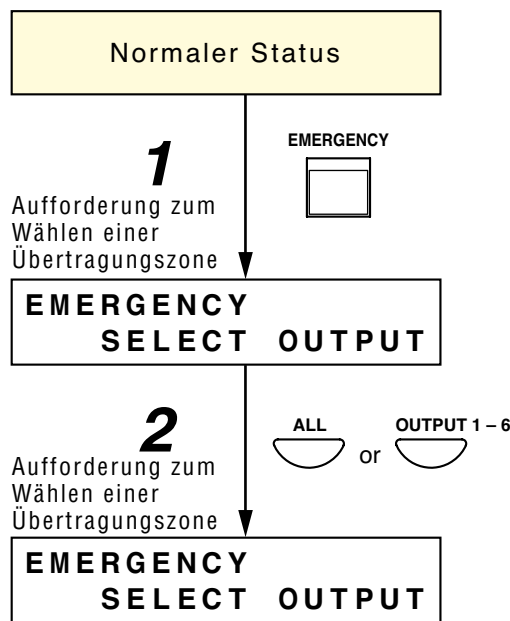 Normaler Status
1
EMERGENCY
Aufforderung zum
Wählen einer
Übertragungszone
EMERGENCY
SELECT OUTPUT
2
ALL or OUTPUT 1 – 6
Aufforderung zum
Wählen einer
Übertragungszone
EMERGENCY
SELECT OUTPUT